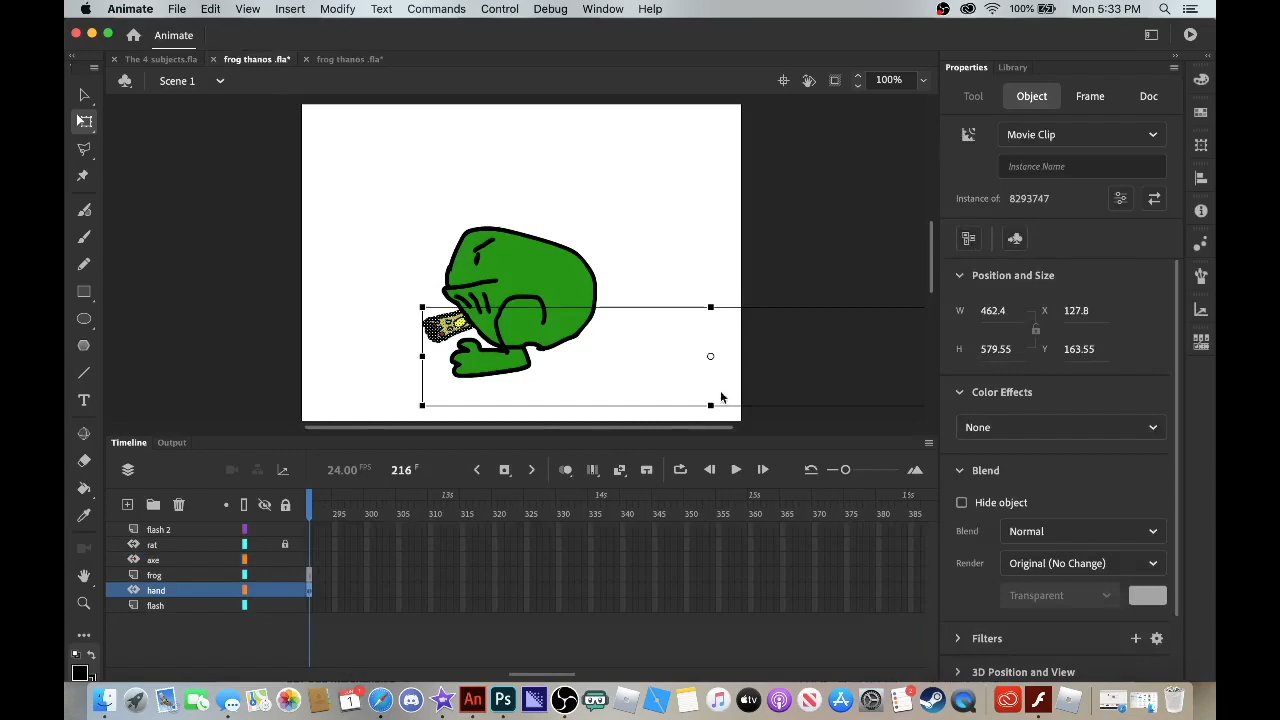 Animate File Edit View Insert Modify Text Commands Control Debug Window Help 100% Mon 5:33 PM
Animate
The 4 subjects.fla frog thanos .fla* frog thanos .fla*
Scene 1 100%
Properties Library
Tool Object Frame Doc
Movie Clip
Instance Name
Instance of: 8293747
Position and Size
W 462.4 X 127.8
H 579.55 Y 163.55
Color Effects
None
Blend
Hide object
Blend Normal
Render Original (No Change)
Transparent
Filters
3D Position and View
Timeline Output
24.00 FPS 216 F
13s 14s 15s 15s
295 300 305 310 315 320 325 330 335 340 345 350 355 360 365 370 375 380 385
flash 2
rat
axe
frog
hand
flash